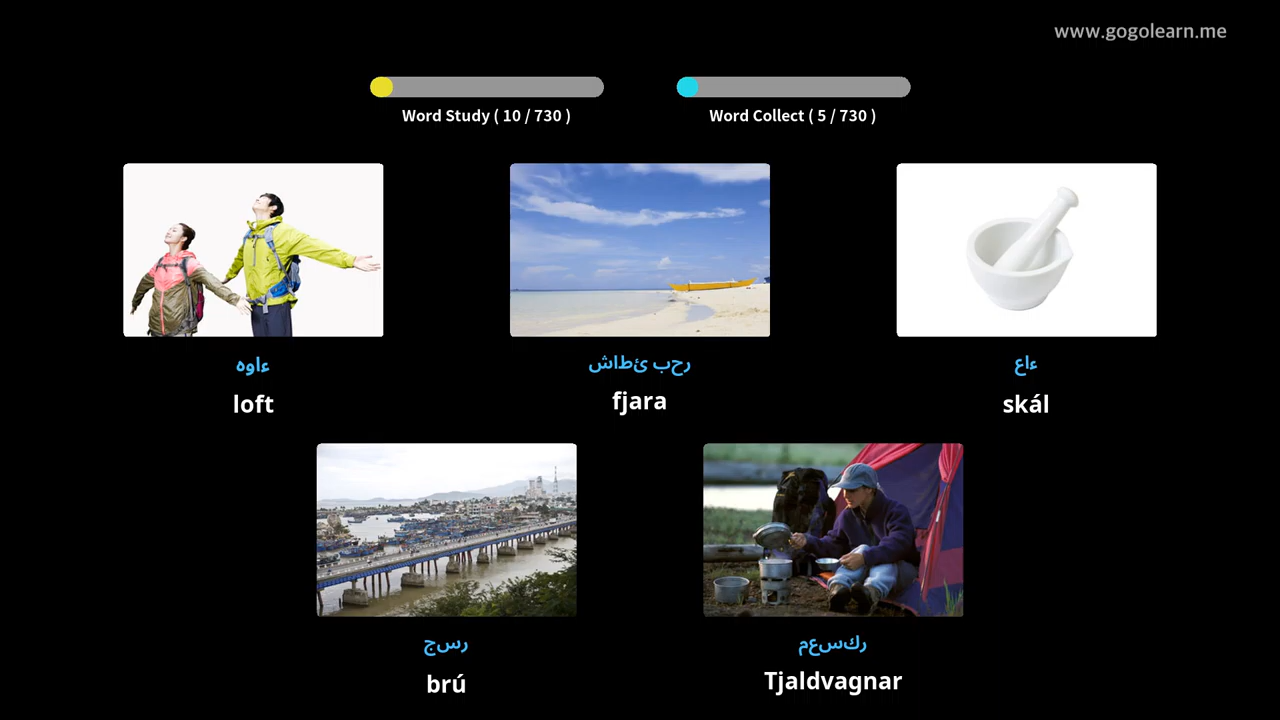 www.gogolearn.me
Word Study ( 10 / 730 )
Word Collect ( 5 / 730 )
ءاوه
loft
رحب ئطاش
fjara
ءاع
skál
رسج
brú
ركسعم
Tjaldvagnar